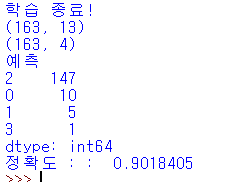 학습 종료!
(163, 13)
(163, 4)
예측
2    147
0     10
1      5
3      1
dtype: int64
정확도 : :  0.9018405
>>>